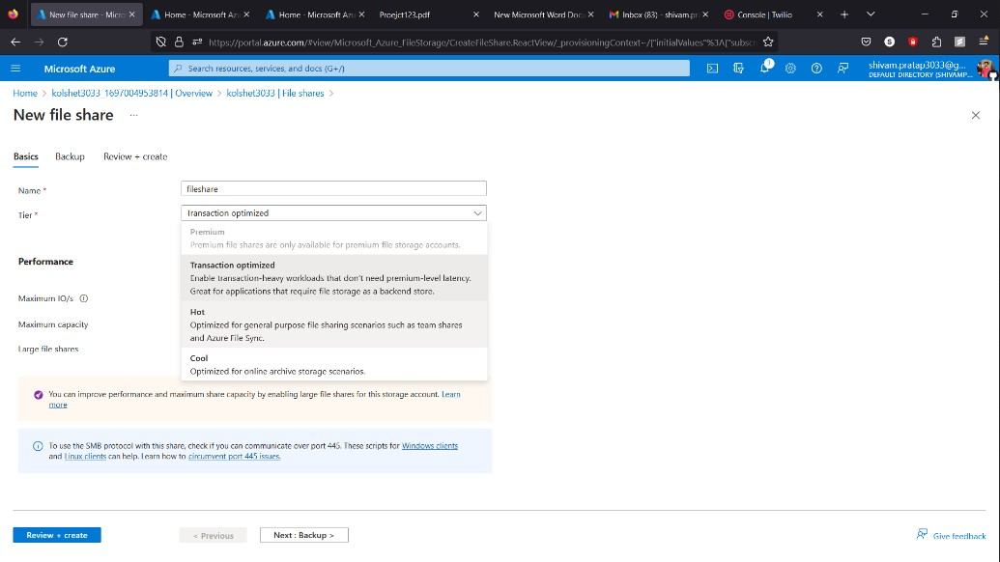 New file share - Micro
Home - Microsoft Az
Home - Microsoft Azu
Proejct123.pdf
New Microsoft Word Doc
Inbox (83) - shivam.pr
Console | Twilio
https://portal.azure.com/#view/Microsoft_Azure_FileStorage/CreateFileShare.ReactView/_provisioningContext~/{"initialValues"%3A{"subsc
Microsoft Azure
Search resources, services, and docs (G+/)
1
shivam.pratap3033@g...
DEFAULT DIRECTORY (SHIVAMP...
Home > kolshet3033_1697004953814 | Overview > kolshet3033 | File shares >
New file share ...
Basics Backup Review + create
Name *
fileshare
Tier *
Transaction optimized
Premium
Premium file shares are only available for premium file storage accounts.
Transaction optimized
Enable transaction-heavy workloads that don't need premium-level latency.
Great for applications that require file storage as a backend store.
Hot
Optimized for general purpose file sharing scenarios such as team shares
and Azure File Sync.
Cool
Optimized for online archive storage scenarios.
Performance
Maximum IO/s
Maximum capacity
Large file shares
You can improve performance and maximum share capacity by enabling large file shares for this storage account. Learn
more
To use the SMB protocol with this share, check if you can communicate over port 445. These scripts for Windows clients
and Linux clients can help. Learn how to circumvent port 445 issues.
Review + create
< Previous
Next : Backup >
Give feedback